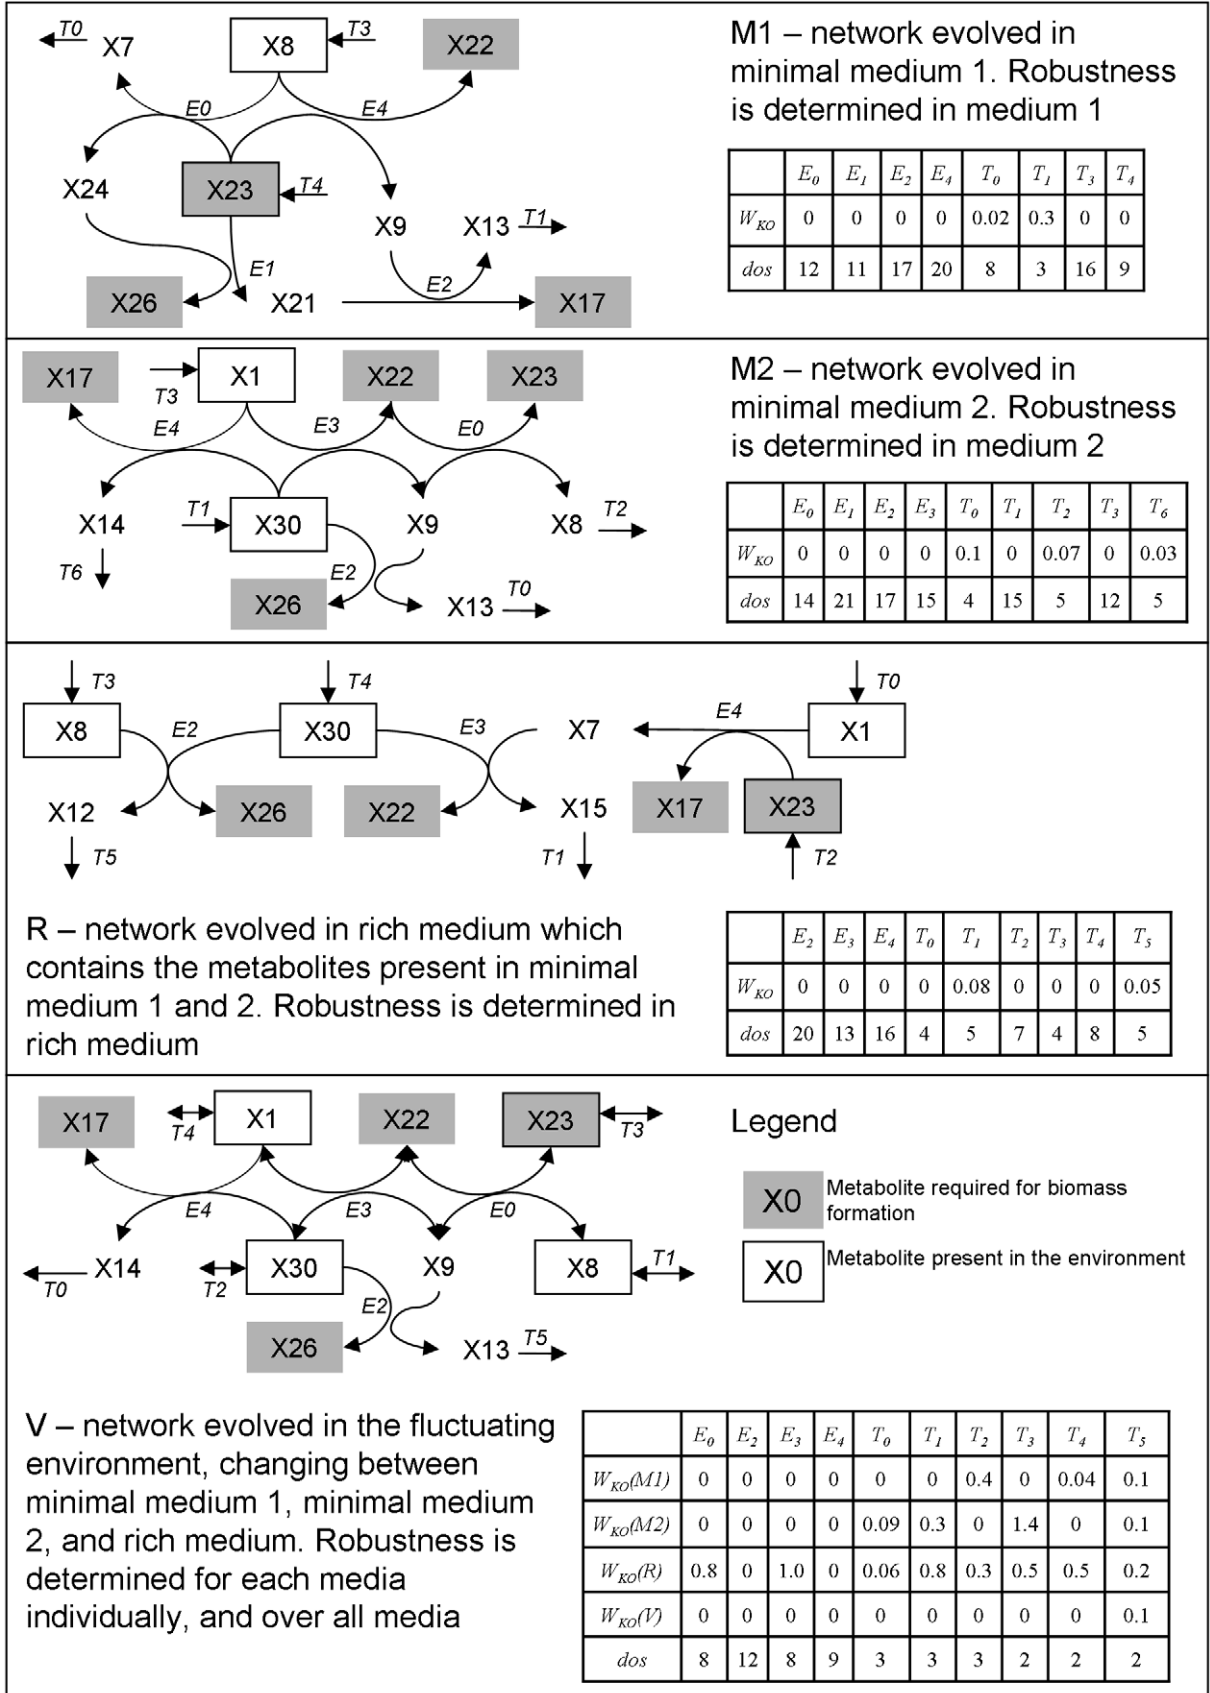 T0
X7
X8
T3
X22
E0
E4
X24
X23
T4
X9
X13
T1
E1
E2
X26
X21
X17
M1 – network evolved in
minimal medium 1. Robustness
is determined in medium 1
E0 E1 E2 E4 T0 T1 T3 T4
WKO 0 0 0 0 0.02 0.3 0 0
dos 12 11 17 20 8 3 16 9
X17
T3
X1
X22
X23
E4
E3
E0
X14
T1
X30
X9
X8
T2
T6
E2
X26
X13
T0
M2 – network evolved in
minimal medium 2. Robustness
is determined in medium 2
E0 E1 E2 E3 T0 T1 T2 T3 T6
WKO 0 0 0 0 0.1 0 0.07 0 0.03
dos 14 21 17 15 4 15 5 12 5
T3
T4
T0
X8
E2
X30
E3
X7
E4
X1
X12
X26
X22
X15
X17
X23
T5
T1
T2
R – network evolved in rich medium which
contains the metabolites present in minimal
medium 1 and 2. Robustness is determined in
rich medium
E2 E3 E4 T0 T1 T2 T3 T4 T5
WKO 0 0 0 0 0.08 0 0 0 0.05
dos 20 13 16 4 5 7 4 8 5
X17
T4
X1
X22
X23
T3
E4
E3
E0
T0
X14
T2
X30
X9
X8
T1
E2
X26
X13
T5
Legend
X0
Metabolite required for biomass
formation
X0
Metabolite present in the environment
V – network evolved in the fluctuating
environment, changing between
minimal medium 1, minimal medium
2, and rich medium. Robustness is
determined for each media
individually, and over all media
E0 E2 E3 E4 T0 T1 T2 T3 T4 T5
WKO(M1) 0 0 0 0 0 0 0.4 0 0.04 0.1
WKO(M2) 0 0 0 0 0.09 0.3 0 1.4 0 0.1
WKO(R) 0.8 0 1.0 0 0.06 0.8 0.3 0.5 0.5 0.2
WKO(V) 0 0 0 0 0 0 0 0 0 0.1
dos 8 12 8 9 3 3 3 2 2 2